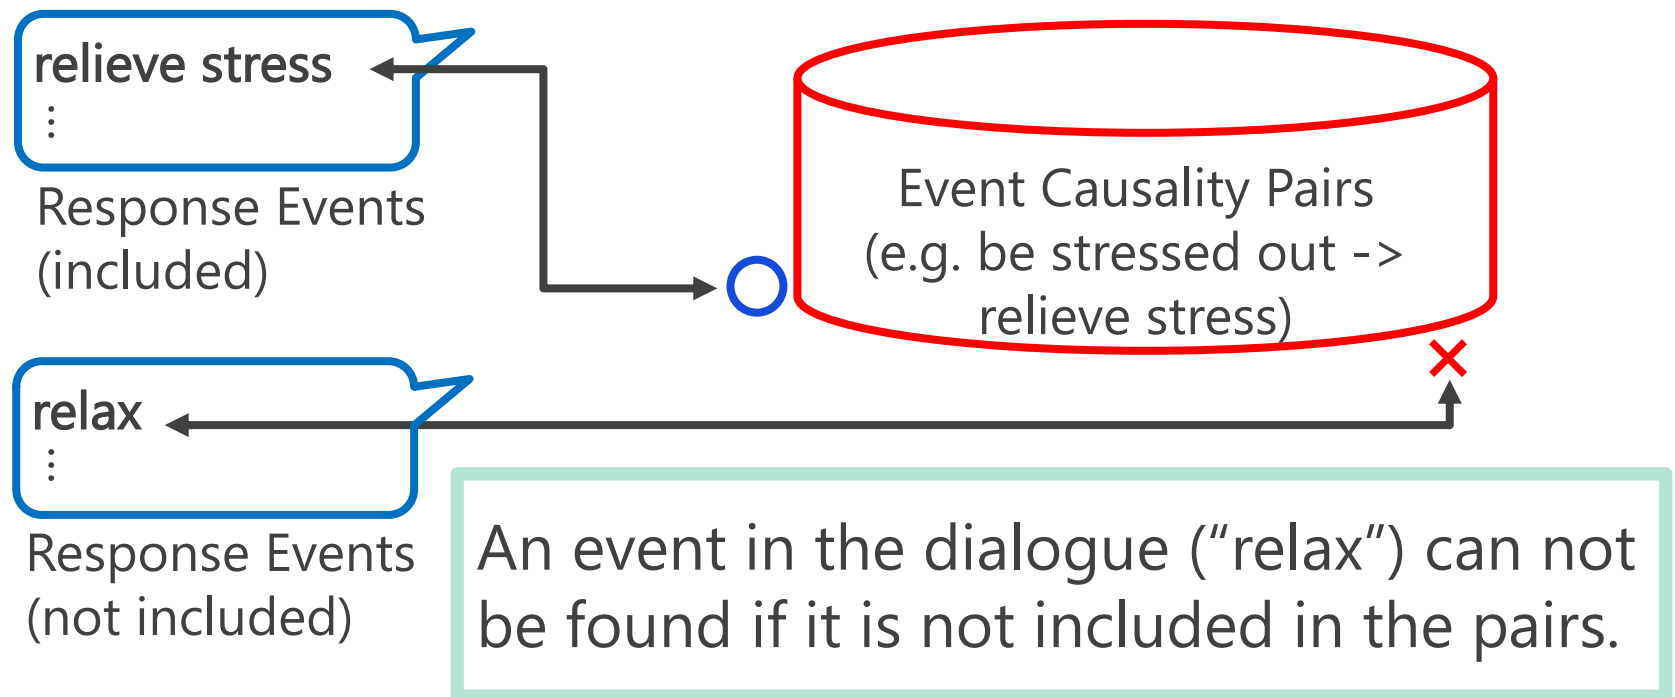 relieve stress
⋮
Response Events
(included)
Event Causality Pairs
(e.g. be stressed out ->
relieve stress)
relax
⋮
Response Events
(not included)
An event in the dialogue (“relax”) can not
be found if it is not included in the pairs.